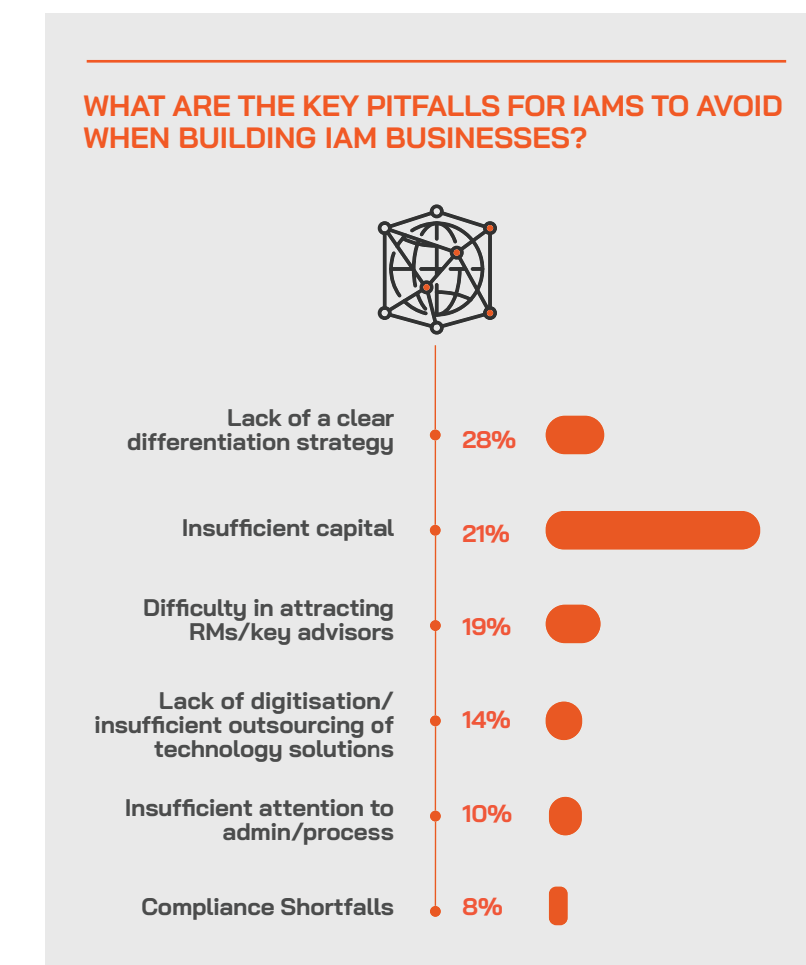 WHAT ARE THE KEY PITFALLS FOR IAMS TO AVOID
WHEN BUILDING IAM BUSINESSES?
Lack of a clear
differentiation strategy
28%
Insufficient capital
21%
Difficulty in attracting
RMs/key advisors
19%
Lack of digitisation/
insufficient outsourcing of
technology solutions
14%
Insufficient attention to
admin/process
10%
Compliance Shortfalls
8%